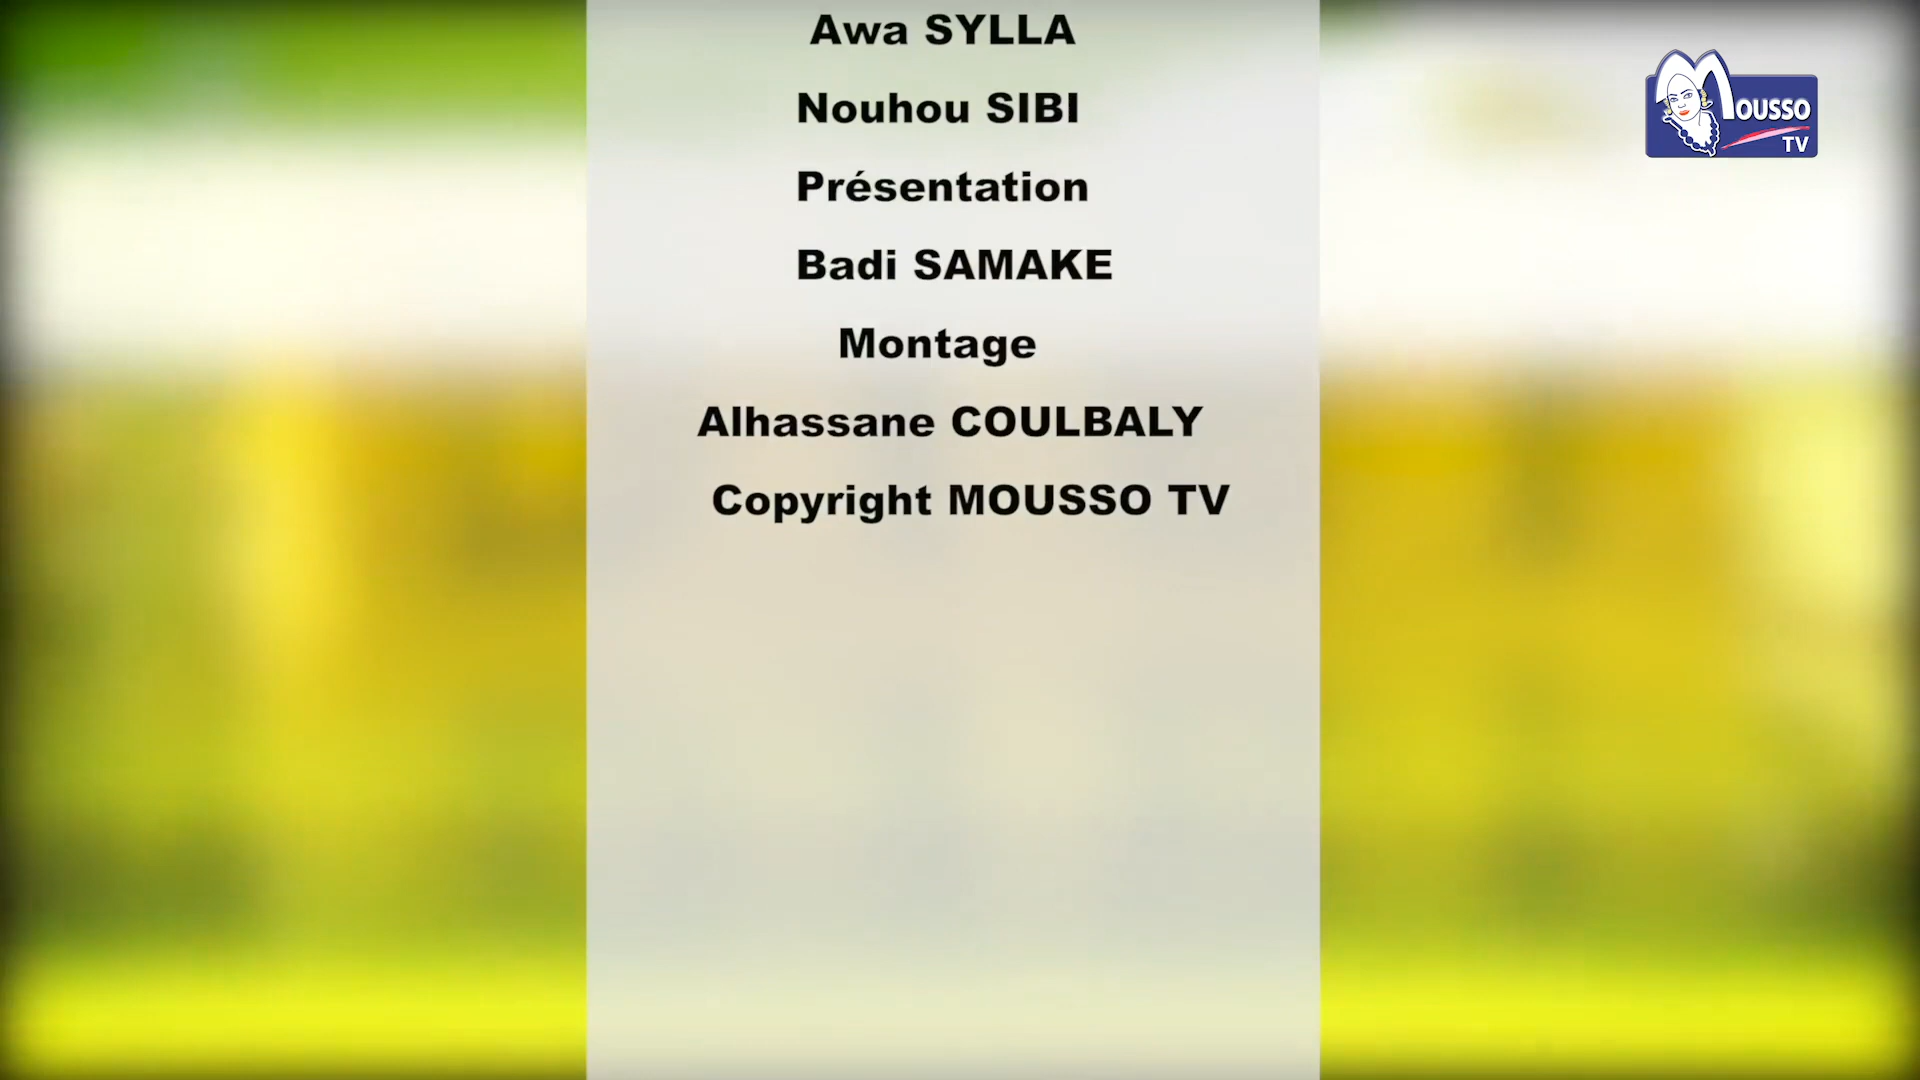 Awa SYLLA
Nouhou SIBI
Présentation
Badi SAMAKE
Montage
Alhassane COULBALY
Copyright MOUSSO TV
MOUSSO
TV